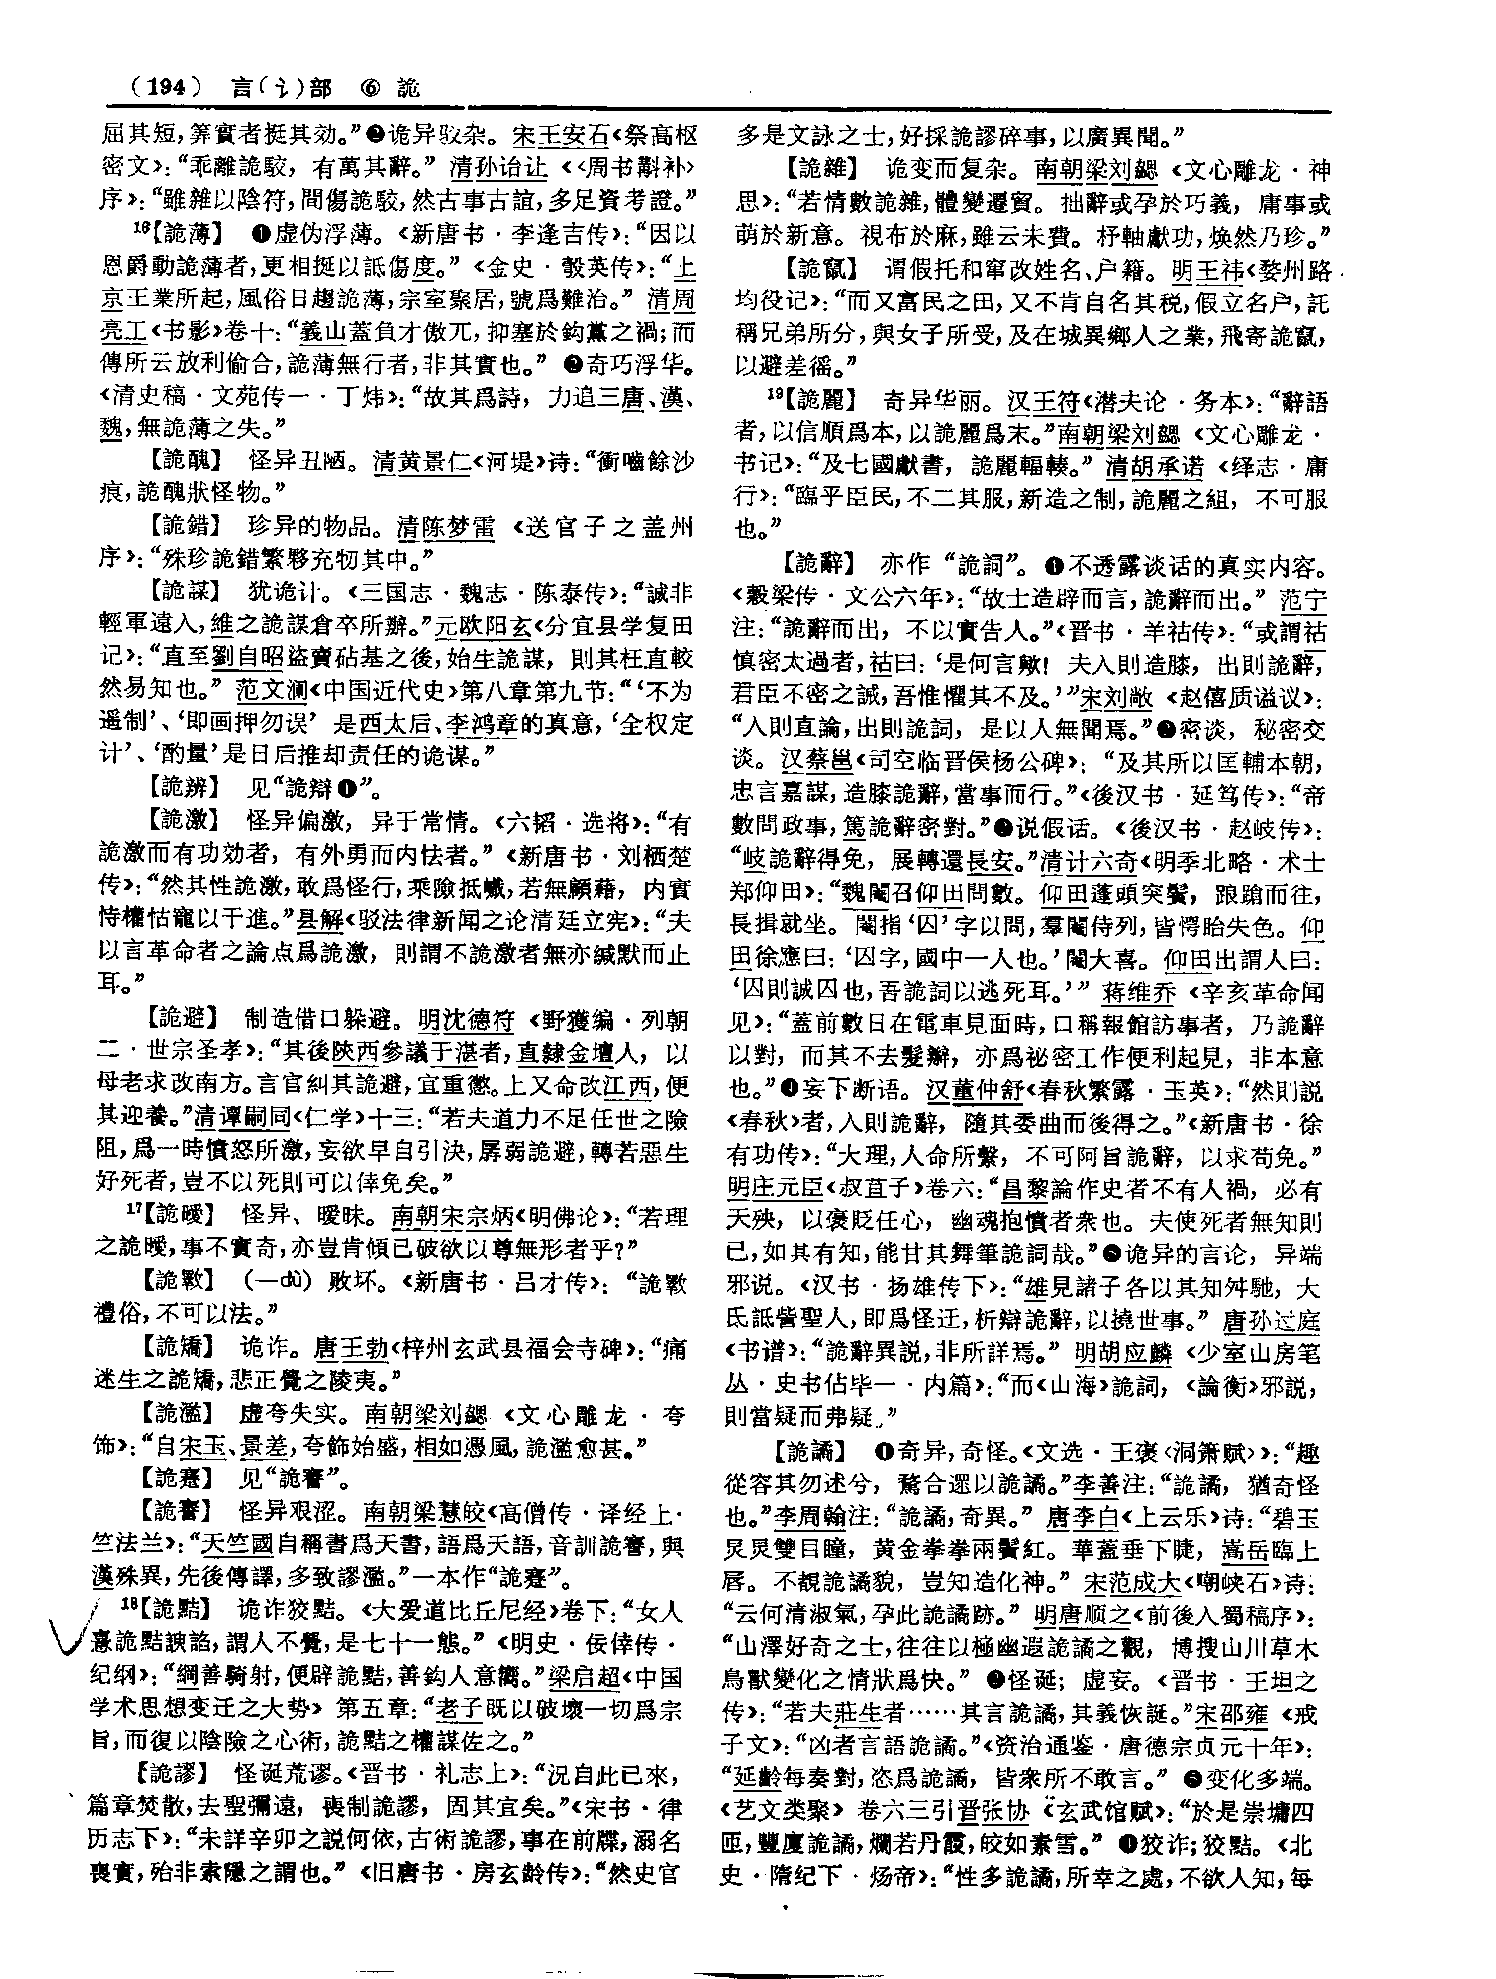 (194) 言(讠)部 ⑥ 詭
屈其短，筭實者挺其効。”❷诡异驳杂。宋王安石《祭高枢
密文》：“乖離詭駮，有萬其辭。”清孙诒让《〈周书斠补〉
序》：“雖雜以陰符，間傷詭駮，然古事古誼，多足資考證。”
16【詭薄】 ❶虚伪浮薄。《新唐书·李逢吉传》：“因以
恩爵動詭薄者，更相挺以詆傷度。”《金史·彀英传》：“上
京王業所起，風俗日趨詭薄，宗室聚居，號爲難治。”清周
亮工《书影》卷十：“義山蓋負才傲兀，抑塞於鈎黨之禍；而
傳所云放利偷合，詭薄無行者，非其實也。”❷奇巧浮华。
《清史稿·文苑传一·丁炜》：“故其爲詩，力追三唐、漢、
魏，無詭薄之失。”
【詭醜】 怪异丑陋。清黄景仁《河堤》诗：“衝嚙餘沙
痕，詭醜狀怪物。”
【詭錯】 珍异的物品。清陈梦雷《送官子之盖州
序》：“殊珍詭錯繁夥充牣其中。”
【詭謀】 犹诡计。《三国志·魏志·陈泰传》：“誠非
輕軍遠入，維之詭謀倉卒所辦。”元欧阳玄《分宜县学复田
记》：“直至劉自昭盜賣砧基之後，始生詭謀，則其枉直較
然易知也。”范文澜《中国近代史》第八章第九节：“‘不为
遥制’、‘即画押勿误’是西太后、李鸿章的真意，‘全权定
计’、‘酌量’是日后推却责任的诡谋。”
【詭辨】 见“詭辯❶”。
【詭激】 怪异偏激，异于常情。《六韬·选将》：“有
詭激而有功効者，有外勇而内怯者。”《新唐书·刘栖楚
传》：“然其性詭激，敢爲怪行，乘險抵巇，若無顧藉，内實
恃權怙寵以干進。”县解《驳法律新闻之论清廷立宪》：“夫
以言革命者之論点爲詭激，則謂不詭激者無亦緘默而止
耳。”
【詭避】 制造借口躲避。明沈德符《野獲编·列朝
二·世宗圣孝》：“其後陝西參議于湛者，直隸金壇人，以
母老求改南方。言官糾其詭避，宜重懲。上又命改江西，便
其迎養。”清谭嗣同《仁学》十三：“若夫道力不足任世之險
阻，爲一時憤怒所激，妄欲早自引決，孱弱詭避，轉若惡生
好死者，豈不以死則可以倖免矣。”
17【詭曖】 怪异、暧昧。南朝宋宗炳《明佛论》：“若理
之詭曖，事不實奇，亦豈肯傾己破欲以尊無形者乎？”
【詭斁】 （—dù）败坏。《新唐书·吕才传》：“詭斁
禮俗，不可以法。”
【詭矯】 诡诈。唐王勃《梓州玄武县福会寺碑》：“痛
迷生之詭矯，悲正覺之陵夷。”
【詭濫】 虚夸失实。南朝梁刘勰《文心雕龙·夸
饰》：“自宋玉、景差，夸飾始盛，相如憑風，詭濫愈甚。”
【詭蹇】 见“詭謇”。
【詭謇】 怪异艰涩。南朝梁慧皎《高僧传·译经上·
竺法兰》：“天竺國自稱書爲天書，語爲天語，音訓詭謇，與
漢殊異，先後傳譯，多致謬濫。”一本作“詭蹇”。
18【詭黠】 诡诈狡黠。《大爱道比丘尼经》卷下：“女人
憙詭黠諛諂，謂人不覺，是七十一態。”《明史·佞倖传·
纪纲》：“綱善騎射，便辟詭黠，善鈎人意嚮。”梁启超《中国
学术思想变迁之大势》第五章：“老子既以破壞一切爲宗
旨，而復以陰險之心術，詭黠之權謀佐之。”
【詭謬】 怪诞荒谬。《晋书·礼志上》：“況自此已來，
篇章焚散，去聖彌遠，喪制詭謬，固其宜矣。”《宋书·律
历志下》：“未詳辛卯之説何依，古術詭謬，事在前牒，溺名
喪實，殆非索隱之謂也。”《旧唐书·房玄龄传》：“然史官
多是文詠之士，好採詭謬碎事，以廣異聞。”
【詭雜】 诡变而复杂。南朝梁刘勰《文心雕龙·神
思》：“若情數詭雜，體變遷貿。拙辭或孕於巧義，庸事或
萌於新意。視布於麻，雖云未費。杼軸獻功，焕然乃珍。”
【詭竄】 谓假托和窜改姓名、户籍。明王祎《婺州路
均役记》：“而又富民之田，又不肯自名其税，假立名户，託
稱兄弟所分，與女子所受，及在城異鄉人之業，飛寄詭竄，
以避差徭。”
19【詭麗】 奇异华丽。汉王符《潜夫论·务本》：“辭語
者，以信順爲本，以詭麗爲末。”南朝梁刘勰《文心雕龙·
书记》：“及七國獻書，詭麗輻輳。”清胡承诺《绎志·庸
行》：“臨乎臣民，不二其服，新造之制，詭麗之組，不可服
也。”
【詭辭】 亦作“詭詞”。❶不透露谈话的真实内容。
《榖梁传·文公六年》：“故士造辟而言，詭辭而出。”范宁
注：“詭辭而出，不以實告人。”《晋书·羊祜传》：“或謂祜
慎密太過者，祜曰：‘是何言歟！夫入則造膝，出則詭辭，
君臣不密之誡，吾惟懼其不及。’”宋刘敞《赵僖质谥议》：
“入則直論，出則詭詞，是以人無聞焉。”❷密谈，秘密交
谈。汉蔡邕《司空临晋侯杨公碑》：“及其所以匡輔本朝，
忠言嘉謀，造膝詭辭，當事而行。”《後汉书·延笃传》：“帝
數問政事，篤詭辭密對。”❸说假话。《後汉书·赵岐传》：
“岐詭辭得免，展轉還長安。”清计六奇《明季北略·术士
郑仰田》：“魏閹召仰田問數。仰田蓬頭突鬢，踉蹌而往，
長揖就坐。閹指‘囚’字以問，羣閹侍列，皆愕眙失色。仰
田徐應曰：‘囚字，國中一人也。’閹大喜。仰田出謂人曰：
‘囚則誠囚也，吾詭詞以逃死耳。’”蒋维乔《辛亥革命闻
见》：“蓋前數日在電車見面時，口稱報館訪事者，乃詭辭
以對，而其不去髮辮，亦爲祕密工作便利起見，非本意
也。”❹妄下断语。汉董仲舒《春秋繁露·玉英》：“然則説
《春秋》者，入則詭辭，隨其委曲而後得之。”《新唐书·徐
有功传》：“大理，人命所繫，不可阿旨詭辭，以求苟免。”
明庄元臣《叔苴子》卷六：“昌黎論作史者不有人禍，必有
天殃，以褒貶任心，幽魂抱憤者衆也。夫使死者無知則
已，如其有知，能甘其舞筆詭詞哉。”❺诡异的言论，异端
邪说。《汉书·扬雄传下》：“雄見諸子各以其知舛馳，大
氐詆訾聖人，即爲怪迂，析辯詭辭，以撓世事。”唐孙过庭
《书谱》：“詭辭異説，非所詳焉。”明胡应麟《少室山房笔
丛·史书佔毕一·内篇》：“而《山海》詭詞，《論衡》邪説，
則當疑而弗疑。”
【詭譎】 ❶奇异，奇怪。《文选·王褒〈洞箫赋〉》：“趣
從容其勿述兮，騖合遝以詭譎。”李善注：“詭譎，猶奇怪
也。”李周翰注：“詭譎，奇異。”唐李白《上云乐》诗：“碧玉
炅炅雙目瞳，黄金拳拳兩鬢紅。華蓋垂下睫，嵩岳臨上
唇。不覩詭譎貌，豈知造化神。”宋范成大《嘲峡石》诗：
“云何清淑氣，孕此詭譎跡。”明唐顺之《前後入蜀稿序》：
“山澤好奇之士，往往以極幽遐詭譎之觀，博搜山川草木
鳥獸變化之情狀爲快。”❷怪诞；虚妄。《晋书·王坦之
传》：“若夫莊生者……其言詭譎，其義恢誕。”宋邵雍《戒
子文》：“凶者言語詭譎。”《资治通鉴·唐德宗贞元十年》：
“延齡每奏對，恣爲詭譎，皆衆所不敢言。”❸变化多端。
《艺文类聚》卷六三引晋张协《玄武馆赋》：“於是崇墉四
匝，豐廈詭譎，爛若丹霞，皎如素雪。”❹狡诈；狡黠。《北
史·隋纪下·炀帝》：“性多詭譎，所幸之處，不欲人知，每